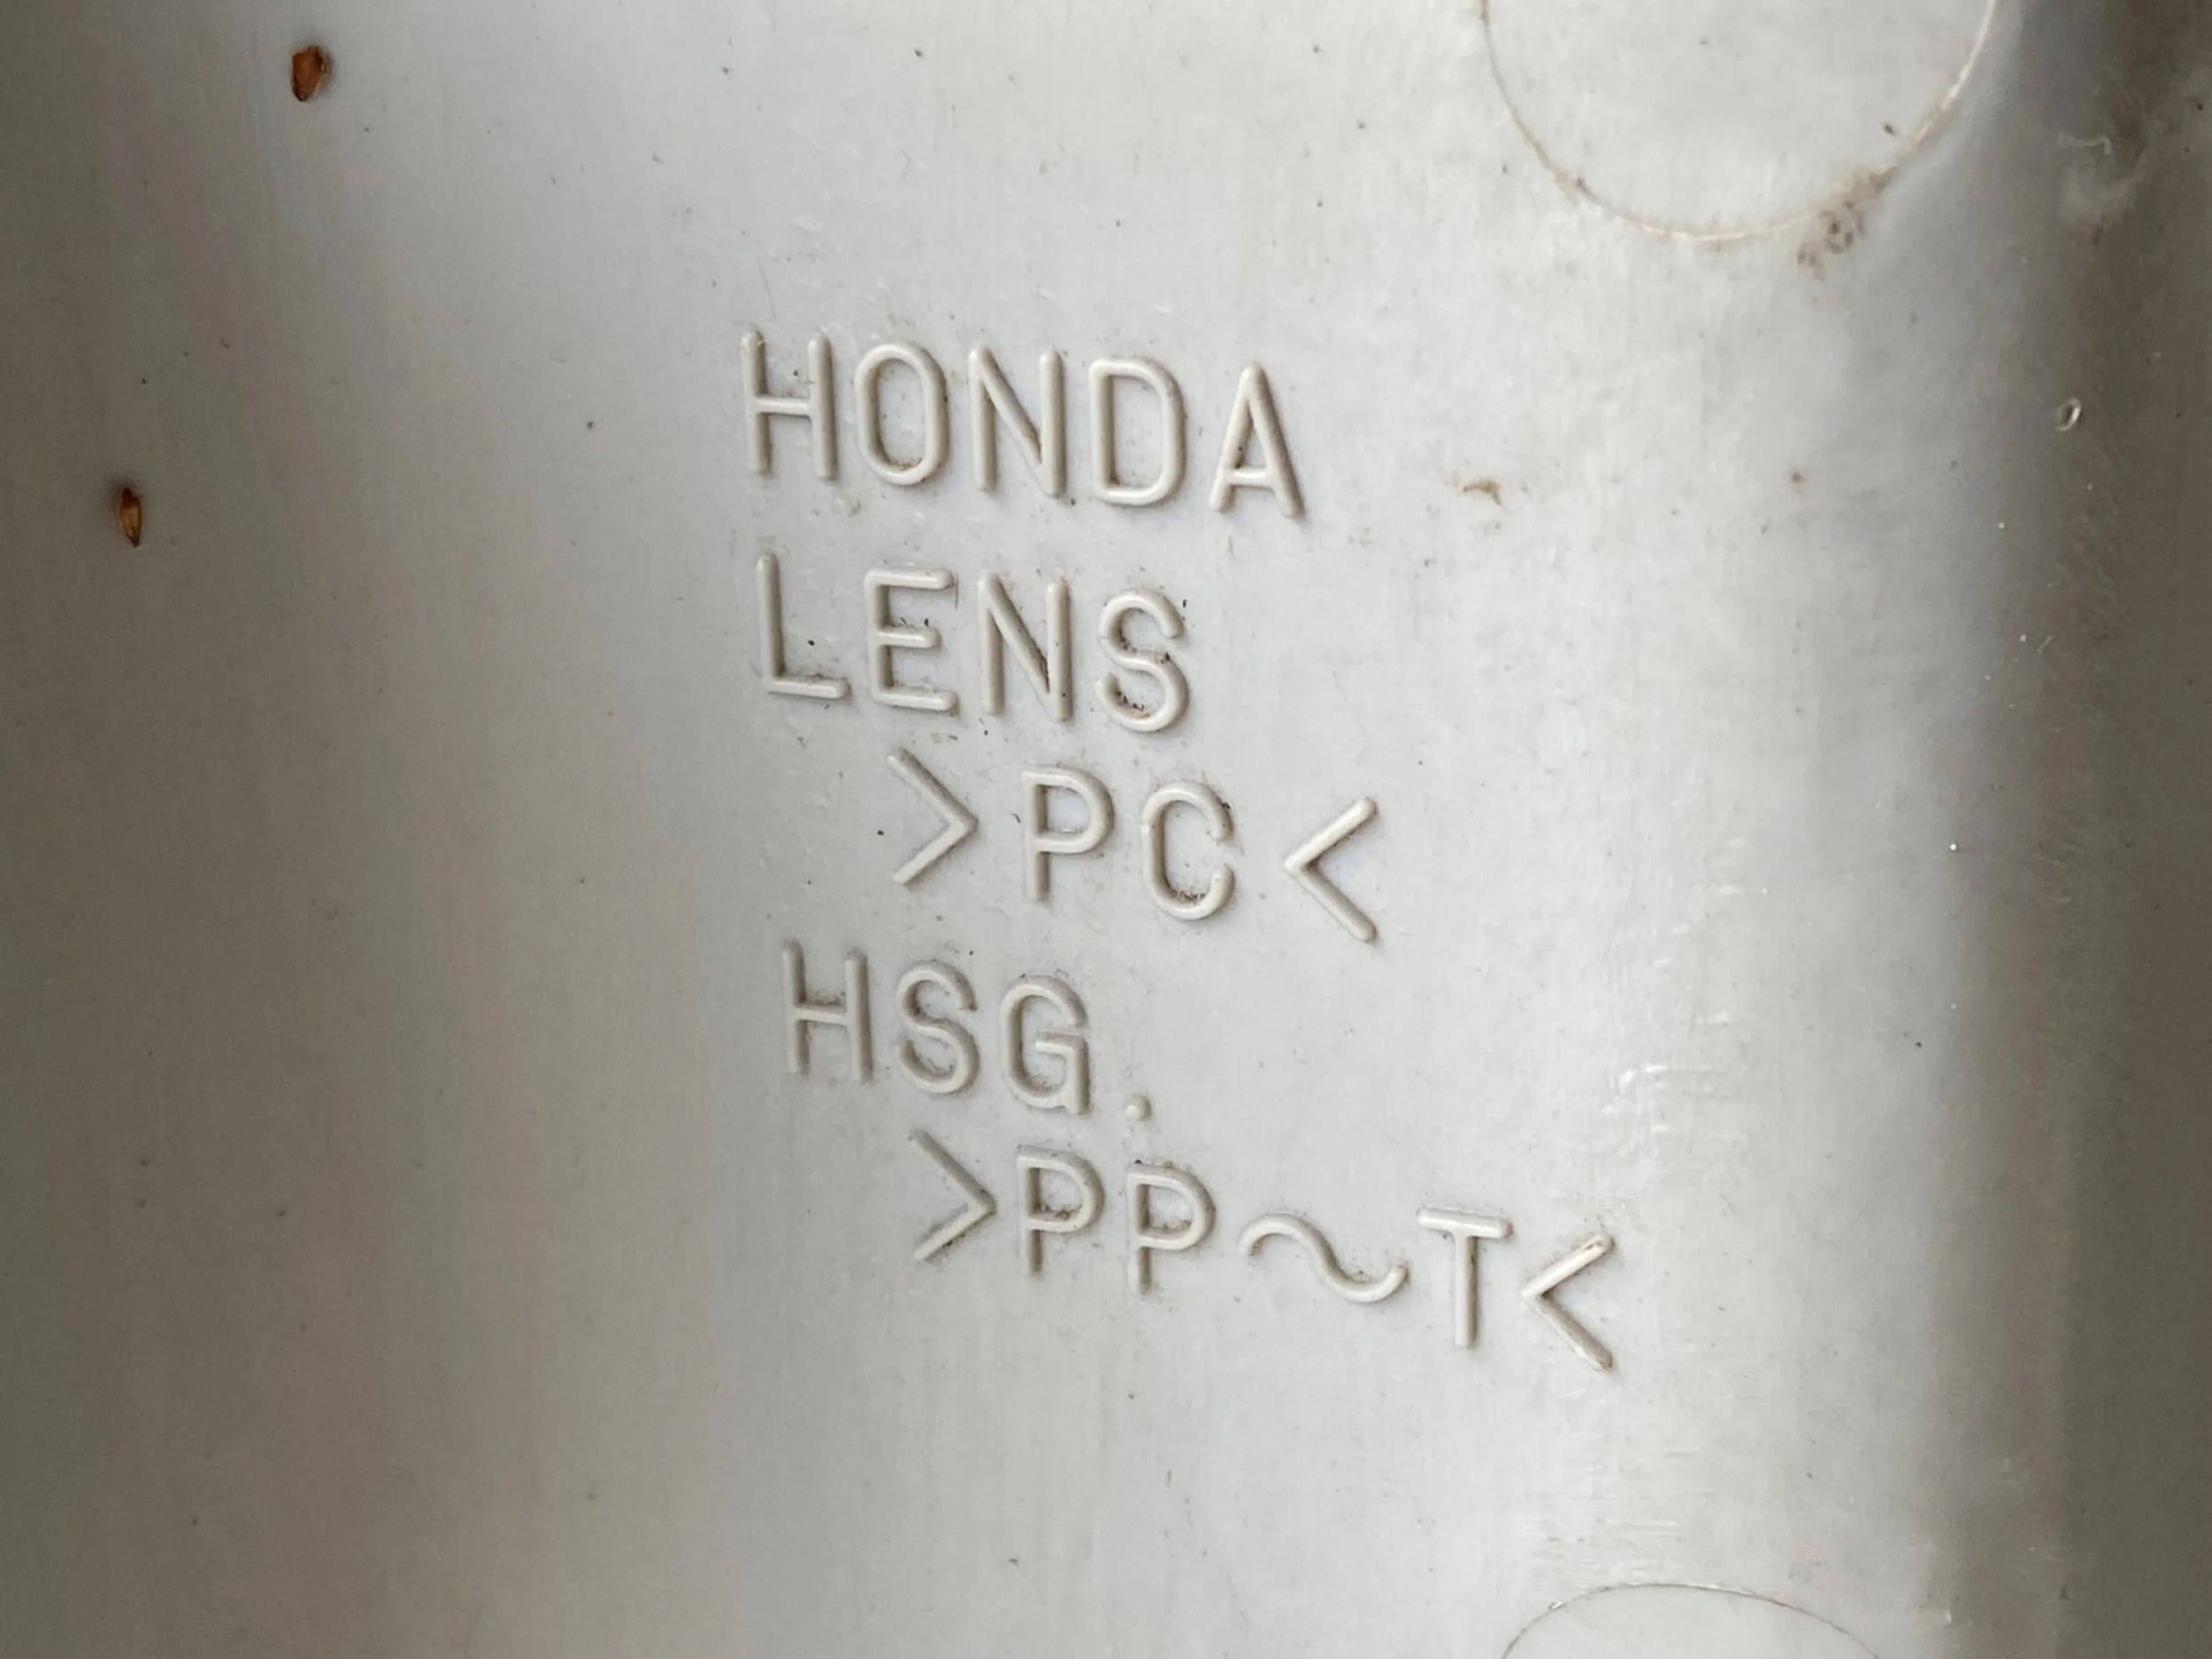 HONDA
LENS
>PC<
HSG.
>PP~T<